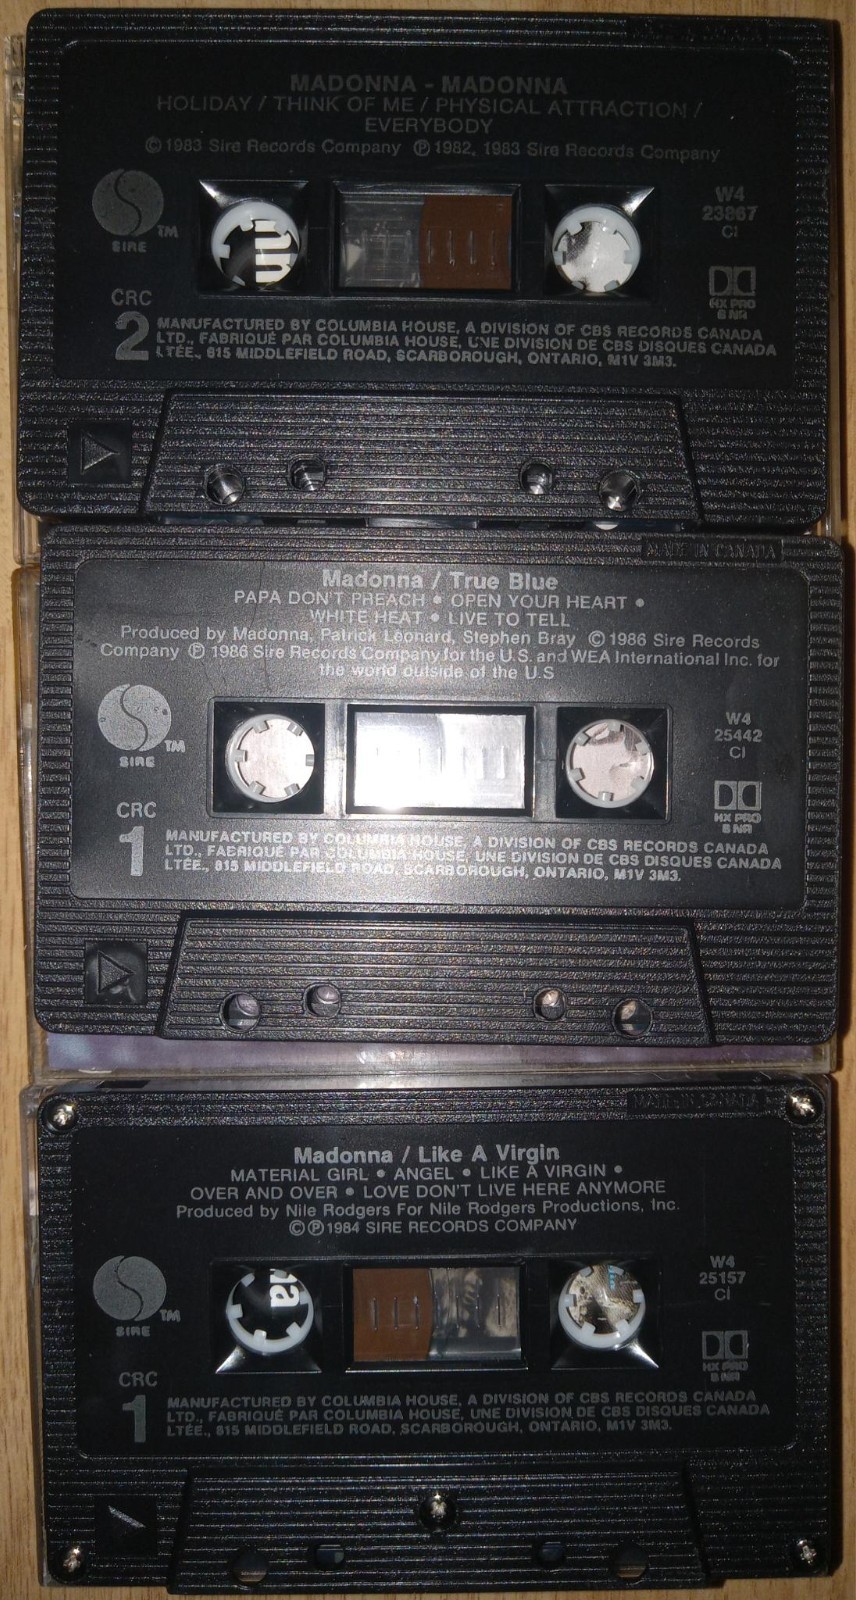 MADONNA - MADONNA
HOLIDAY / THINK OF ME / PHYSICAL ATTRACTION /
EVERYBODY
© 1983 Sire Records Company ℗ 1982, 1983 Sire Records Company
SIRE ™
W4
23867
CI
HX PRO
B NR
CRC
2
MANUFACTURED BY COLUMBIA HOUSE, A DIVISION OF CBS RECORDS CANADA
LTD., FABRIQUÉ PAR COLUMBIA HOUSE, UNE DIVISION DE CBS DISQUES CANADA
LTÉE., 615 MIDDLEFIELD ROAD, SCARBOROUGH, ONTARIO, M1V 3M3.
MADE IN CANADA
Madonna / True Blue
PAPA DON'T PREACH • OPEN YOUR HEART •
WHITE HEAT • LIVE TO TELL
Produced by Madonna, Patrick Leonard, Stephen Bray © 1986 Sire Records
Company ℗ 1986 Sire Records Company for the U.S. and WEA International Inc. for
the world outside of the U.S
SIRE ™
W4
25442
CI
HX PRO
B NR
CRC
1
MANUFACTURED BY COLUMBIA HOUSE, A DIVISION OF CBS RECORDS CANADA
LTD., FABRIQUÉ PAR COLUMBIA HOUSE, UNE DIVISION DE CBS DISQUES CANADA
LTÉE., 615 MIDDLEFIELD ROAD, SCARBOROUGH, ONTARIO, M1V 3M3.
MADE IN CANADA
Madonna / Like A Virgin
MATERIAL GIRL • ANGEL • LIKE A VIRGIN •
OVER AND OVER • LOVE DON'T LIVE HERE ANYMORE
Produced by Nile Rodgers For Nile Rodgers Productions, Inc.
©℗ 1984 SIRE RECORDS COMPANY
SIRE ™
W4
25157
CI
HX PRO
B NR
CRC
1
MANUFACTURED BY COLUMBIA HOUSE, A DIVISION OF CBS RECORDS CANADA
LTD., FABRIQUÉ PAR COLUMBIA HOUSE, UNE DIVISION DE CBS DISQUES CANADA
LTÉE., 615 MIDDLEFIELD ROAD, SCARBOROUGH, ONTARIO, M1V 3M3.